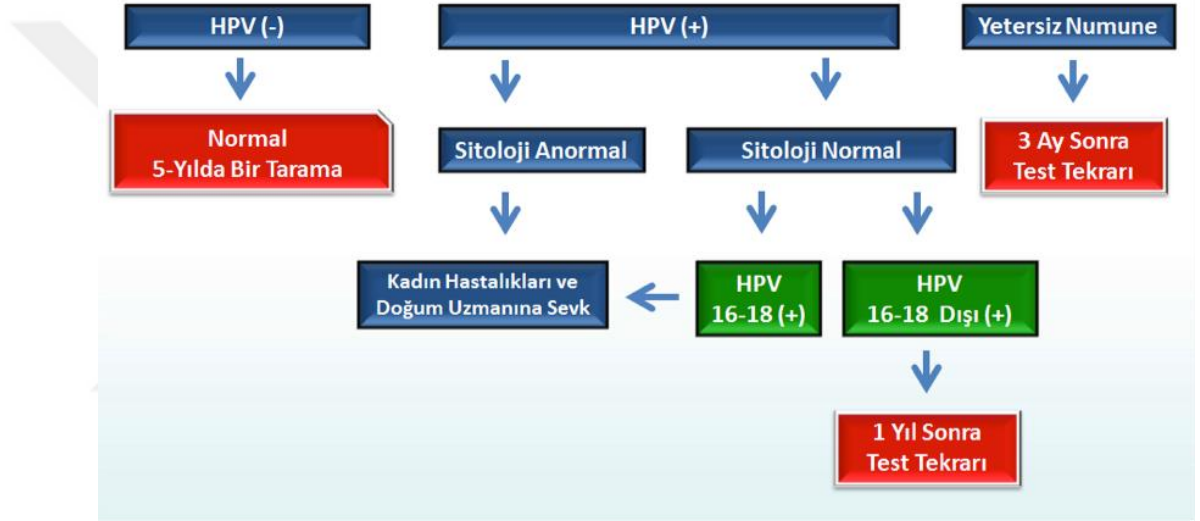 HPV (-)
HPV (+)
Yetersiz Numune
Normal
5-Yılda Bir Tarama
Sitoloji Anormal
Sitoloji Normal
3 Ay Sonra
Test Tekrarı
Kadın Hastalıkları ve
Doğum Uzmanına Sevk
HPV
16-18 (+)
HPV
16-18 Dışı (+)
1 Yıl Sonra
Test Tekrarı